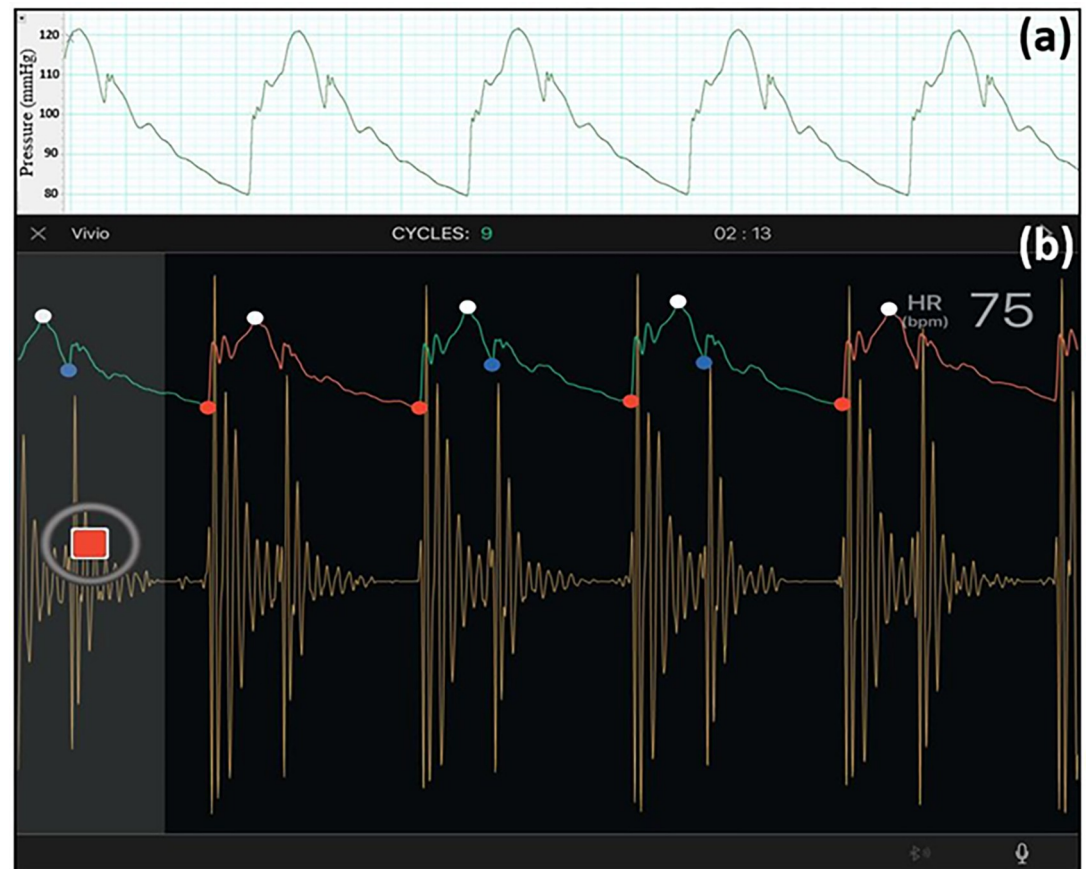 (a)
Pressure (mmHg)
120
110
100
90
80
Vivio
CYCLES: 9
02 : 13
(b)
HR
(bpm)
75